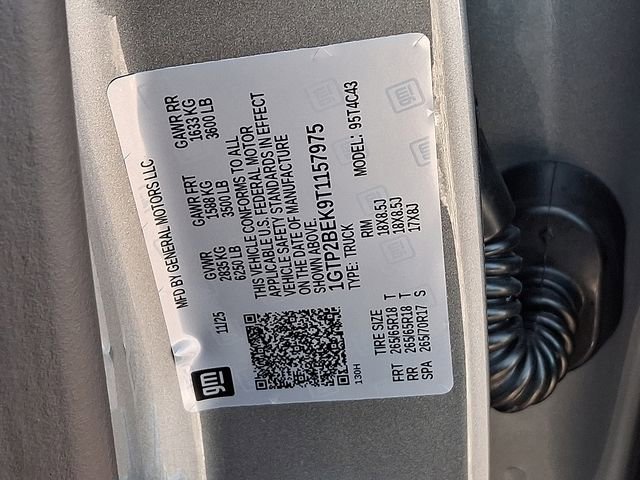 gm
MFD BY GENERAL MOTORS LLC
11/25 GVWR GAWR FRT GAWR RR
2835 KG 1588 KG 1633 KG
6250 LB 3500 LB 3600 LB
THIS VEHICLE CONFORMS TO ALL
APPLICABLE U.S. FEDERAL MOTOR
VEHICLE SAFETY STANDARDS IN EFFECT
ON THE DATE OF MANUFACTURE
SHOWN ABOVE.
1GTP2BEK9T1157975
TYPE: TRUCK MODEL: 95T4C43
130H
TIRE SIZE RIM
FRT 265/65R18 T 18X8.5J
RR 265/65R18 T 18X8.5J
SPA 265/70R17 S 17X8J